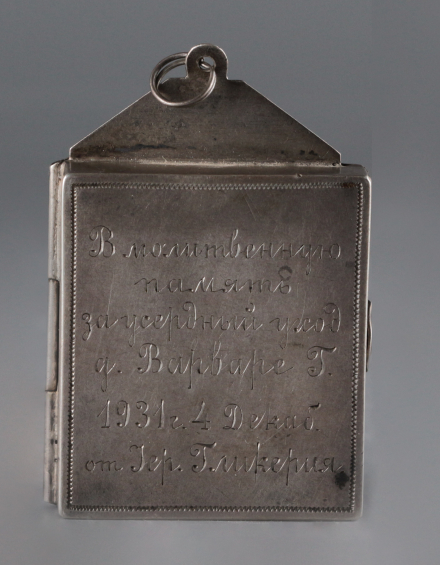 В молитвенную
память
за усердный уход
д. Варваре Г.
1931 г. 4 Декаб.
от Іер. Гликерия